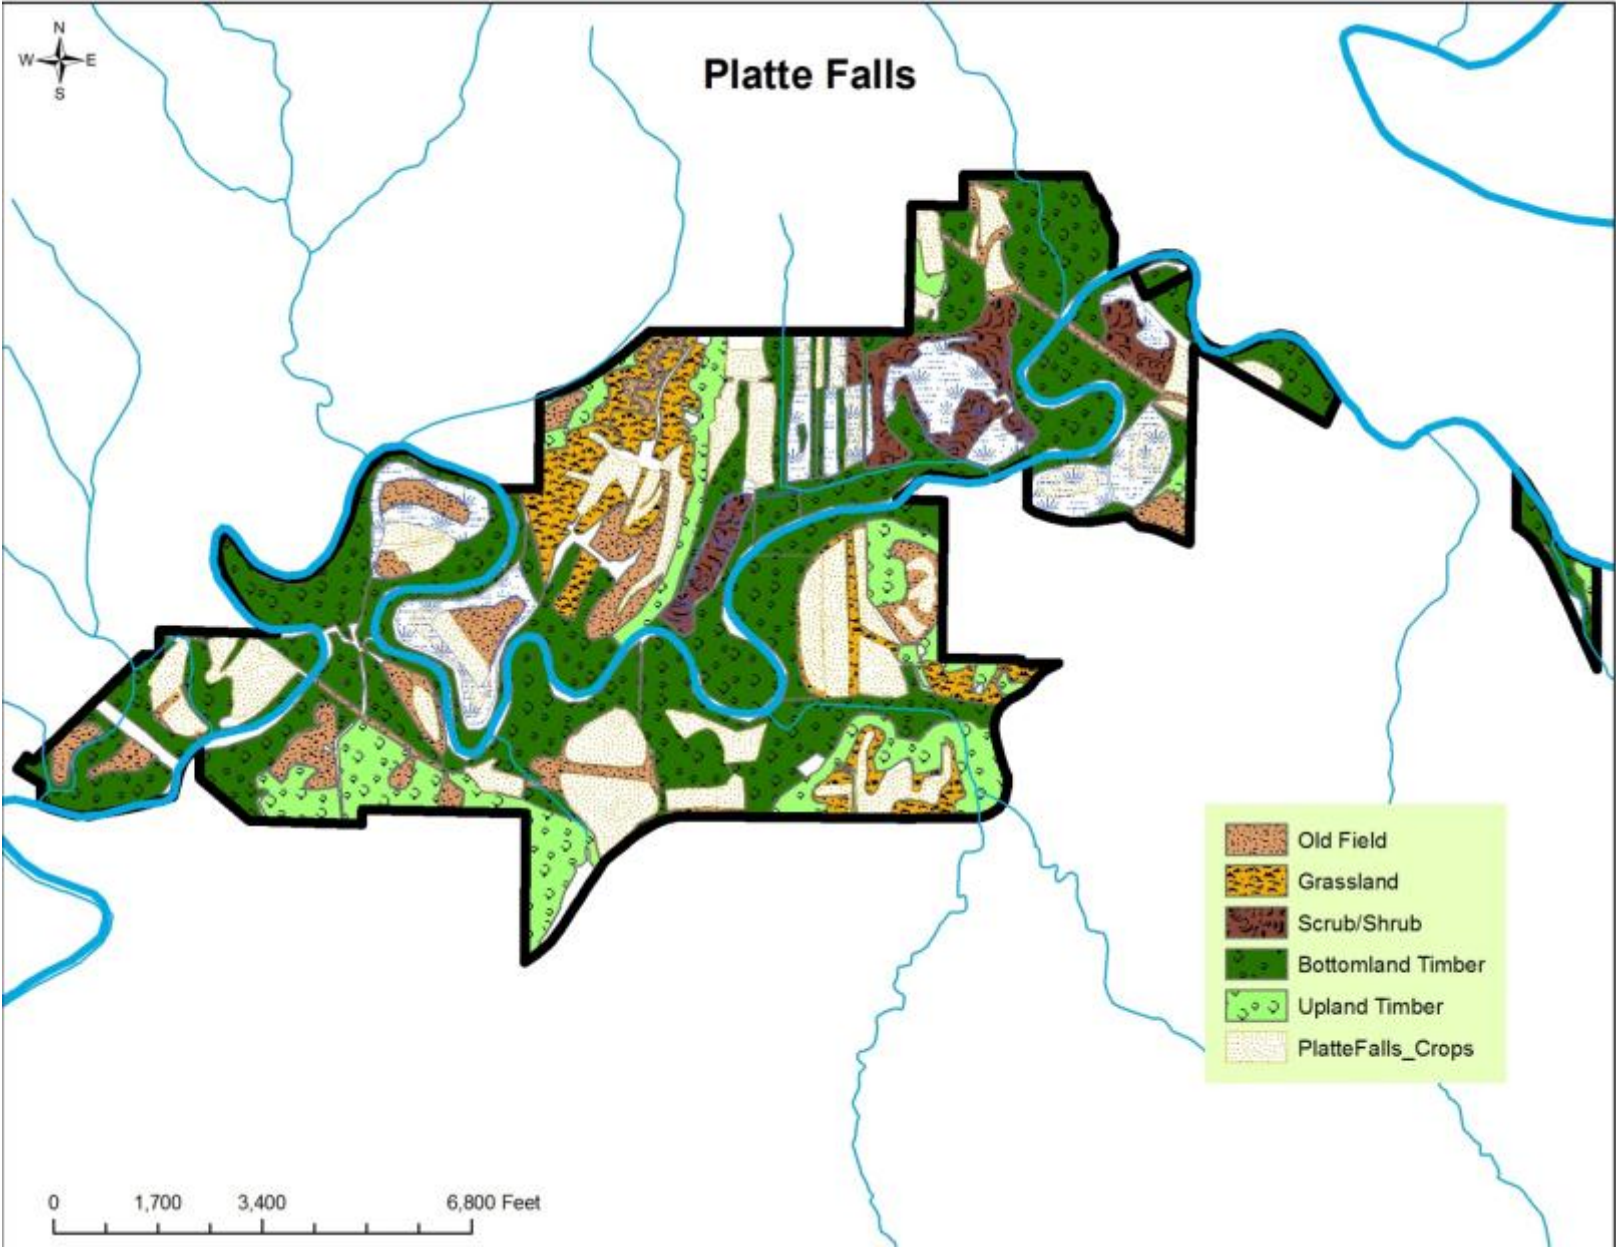 N
W E
S
Platte Falls
Old Field
Grassland
Scrub/Shrub
Bottomland Timber
Upland Timber
PlatteFalls_Crops
0 1,700 3,400 6,800 Feet